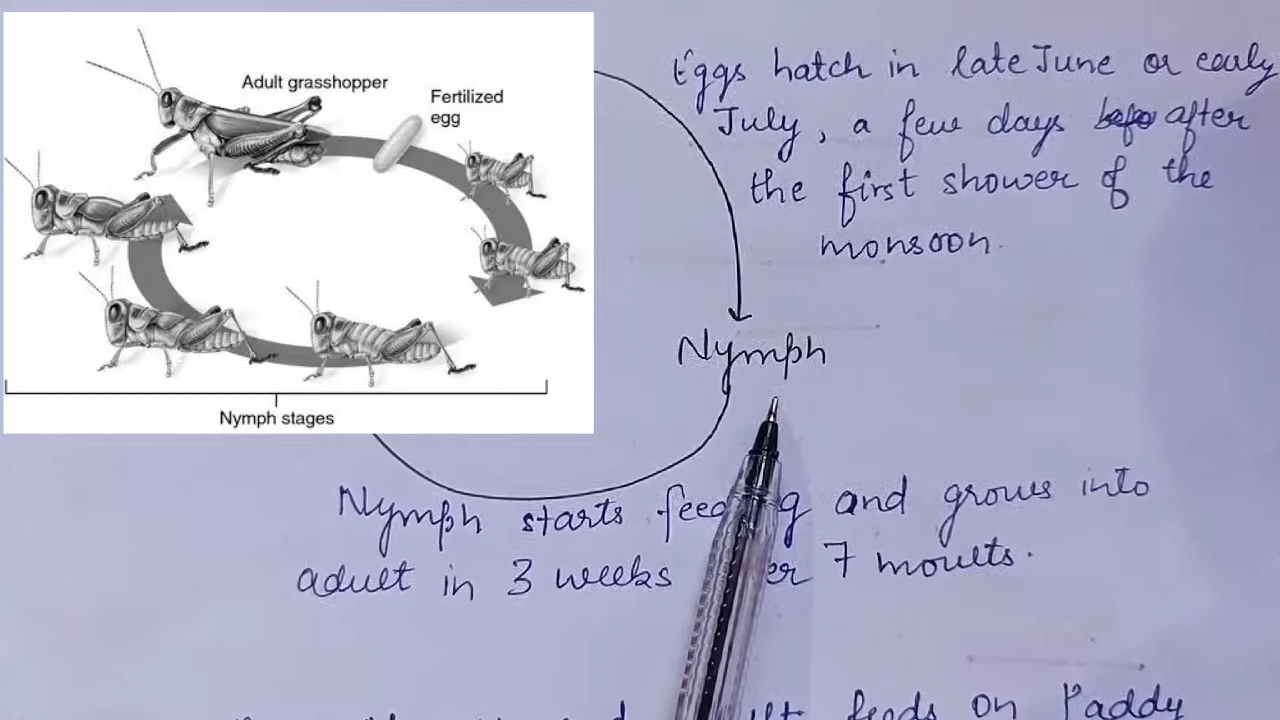 Adult grasshopper
Fertilized
egg
Nymph stages
Eggs hatch in late June or early
July, a few days after
the first shower of the
monsoon.
Nymph
Nymph starts and grows into
adult in 3 weeks 7 moults.
feeds on Paddy